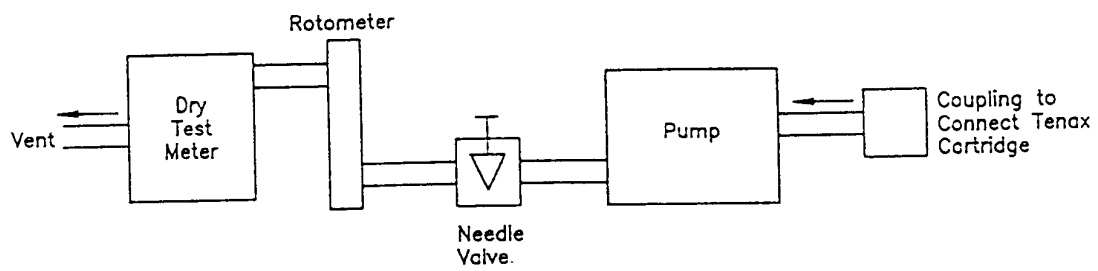 Rotometer
Vent
Dry
Test
Meter
Needle
Valve.
Pump
Coupling to
Connect Tenax
Cartridge